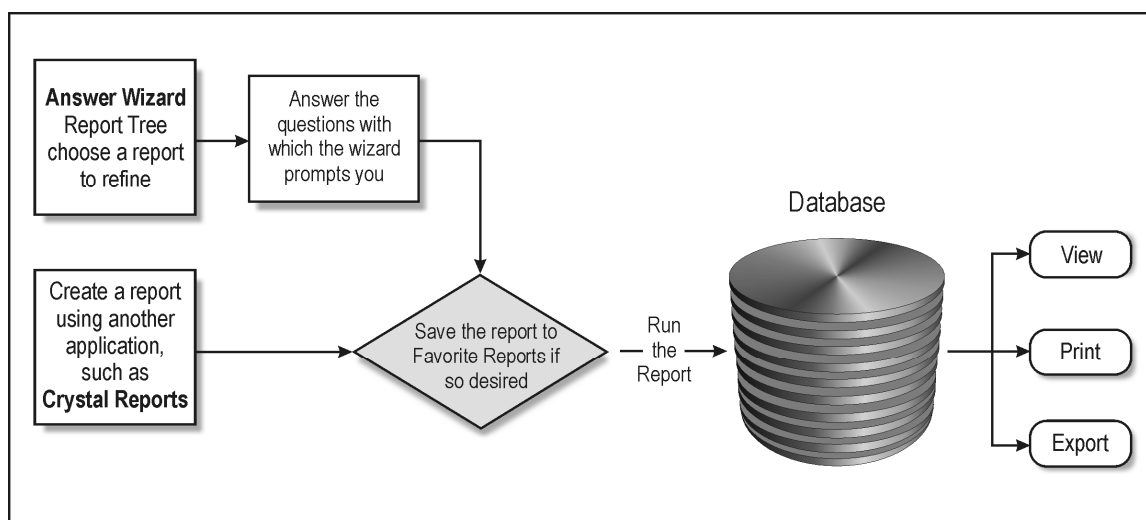 Answer Wizard
Report Tree
choose a report
to refine
Answer the
questions with
which the wizard
prompts you
Create a report
using another
application,
such as
Crystal Reports
Save the report to
Favorite Reports if
so desired
Run
the
Report
Database
View
Print
Export